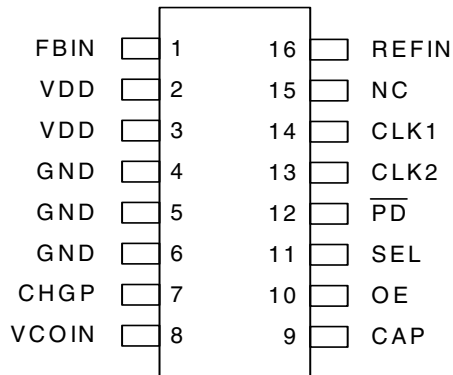 FBIN 1 16 REFIN
VDD 2 15 NC
VDD 3 14 CLK1
GND 4 13 CLK2
GND 5 12 P̅D̅
GND 6 11 SEL
CHGP 7 10 OE
VCOIN 8 9 CAP